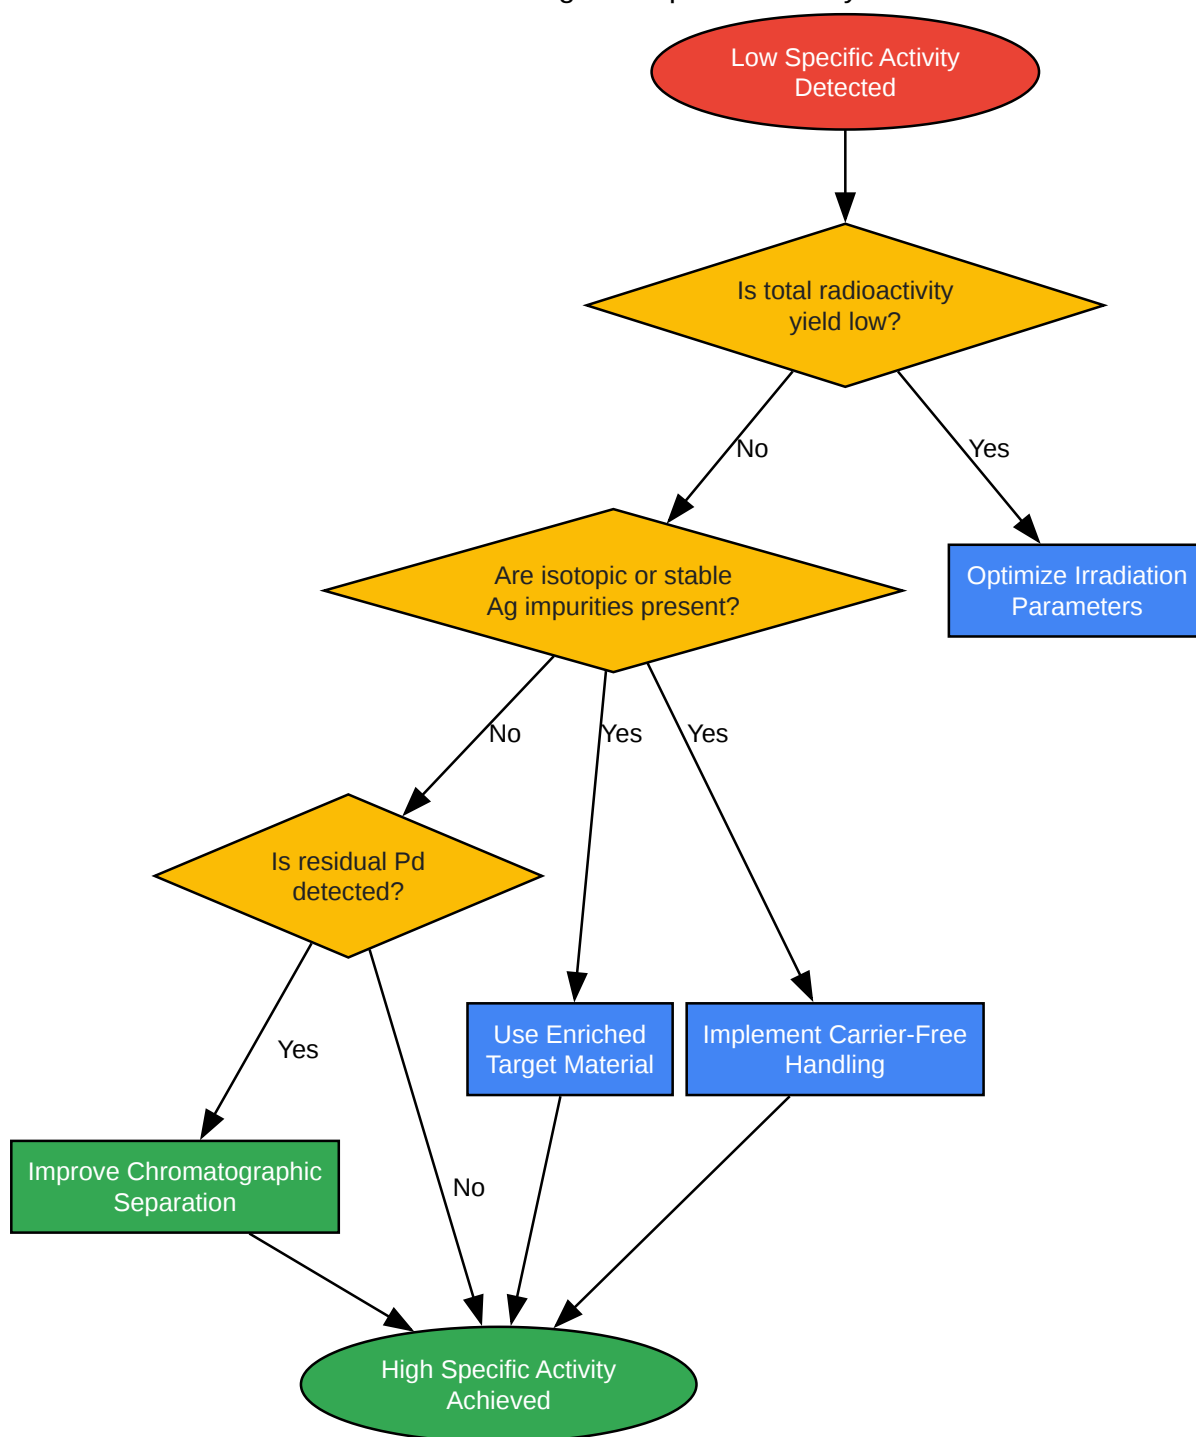 Low Specific Activity
Detected
Is total radioactivity
yield low?
No
Yes
Are isotopic or stable
Ag impurities present?
Optimize Irradiation
Parameters
No
Yes
Yes
Is residual Pd
detected?
Use Enriched
Target Material
Implement Carrier-Free
Handling
Yes
Improve Chromatographic
Separation
No
High Specific Activity
Achieved